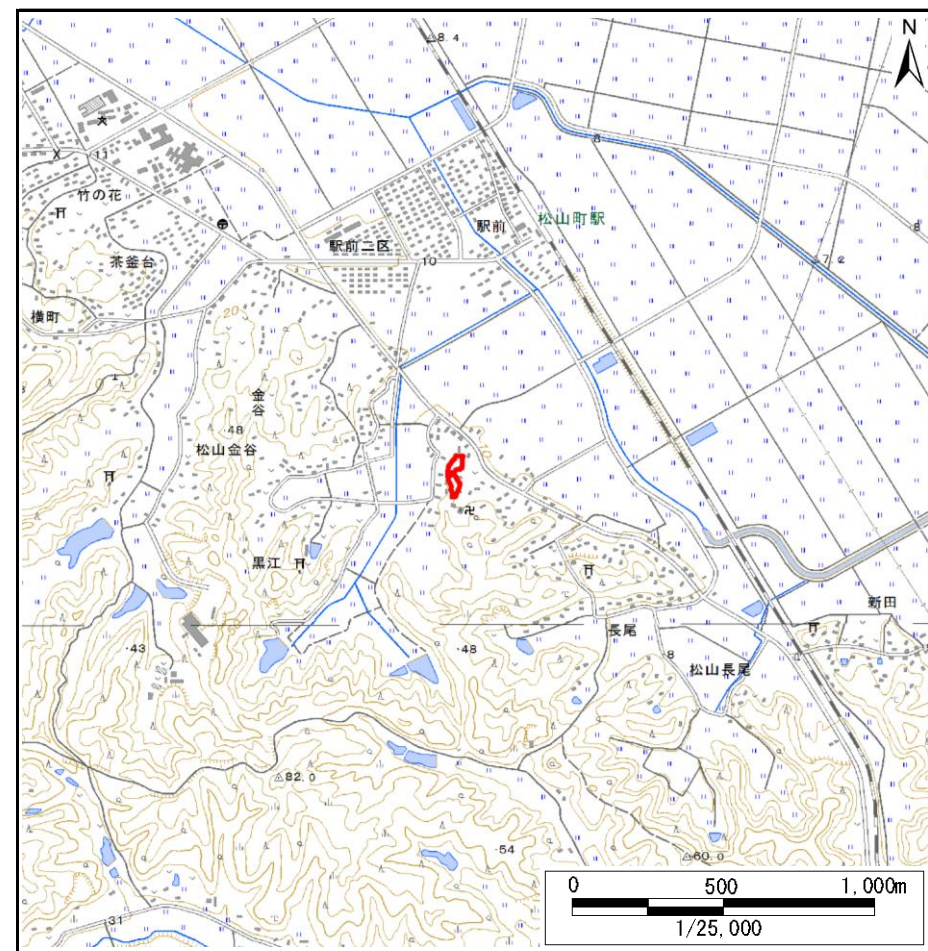 N
8.4
11
竹の花
茶釜台
横町
駅前二区
駅前
松山町駅
10
8
7.2
8
20
金谷
48
松山金谷
黒江
43
48
長尾
8
松山長尾
新田
82.0
54
60.0
31
0 500 1,000m
1/25,000